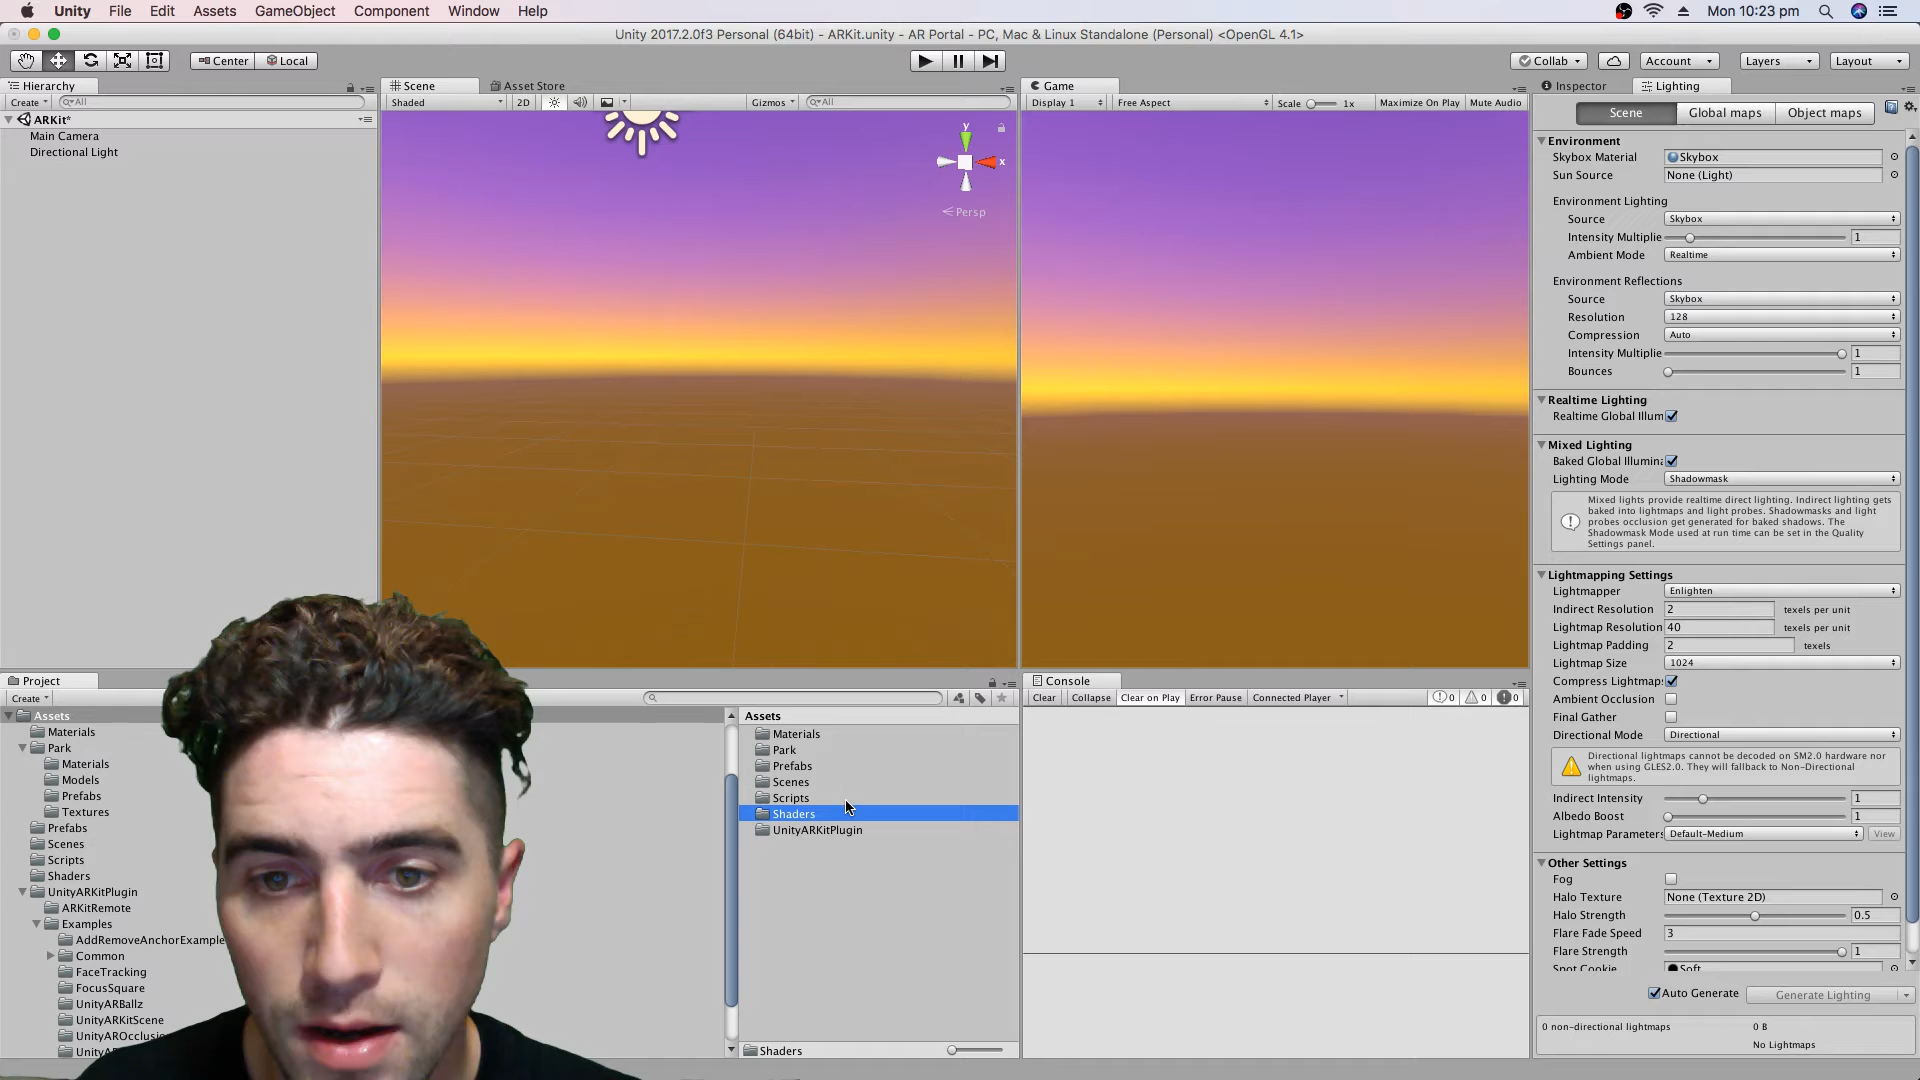 Unity File Edit Assets GameObject Component Window Help Mon 10:23 pm
Unity 2017.2.0f3 Personal (64bit) - ARKit.unity - AR Portal - PC, Mac & Linux Standalone (Personal) <OpenGL 4.1>
Center Local Collab Account Layers Layout
Hierarchy
Create All
ARKit*
Main Camera
Directional Light
Scene Asset Store
Shaded 2D Gizmos All
y
x
Persp
Game
Display 1 Free Aspect Scale 1x Maximize On Play Mute Audio
Inspector Lighting
Scene Global maps Object maps
Environment
Skybox Material Skybox
Sun Source None (Light)
Environment Lighting
Source Skybox
Intensity Multiplie 1
Ambient Mode Realtime
Environment Reflections
Source Skybox
Resolution 128
Compression Auto
Intensity Multiplie 1
Bounces 1
Realtime Lighting
Realtime Global Illum
Mixed Lighting
Baked Global Illumina
Lighting Mode Shadowmask
Mixed lights provide realtime direct lighting. Indirect lighting gets
baked into lightmaps and light probes. Shadowmasks and light
probes occlusion get generated for baked shadows. The
Shadowmask Mode used at run time can be set in the Quality
Settings panel.
Lightmapping Settings
Lightmapper Enlighten
Indirect Resolution 2 texels per unit
Lightmap Resolution 40 texels per unit
Lightmap Padding 2 texels
Lightmap Size 1024
Compress Lightmaps
Ambient Occlusion
Final Gather
Directional Mode Directional
Directional lightmaps cannot be decoded on SM2.0 hardware nor
when using GLES2.0. They will fallback to Non-Directional
lightmaps.
Indirect Intensity 1
Albedo Boost 1
Lightmap Parameters Default-Medium View
Other Settings
Fog
Halo Texture None (Texture 2D)
Halo Strength 0.5
Flare Fade Speed 3
Flare Strength 1
Spot Cookie Soft
Auto Generate Generate Lighting
0 non-directional lightmaps 0 B
No Lightmaps
Project
Create
Assets
Materials
Park
Materials
Models
Prefabs
Textures
Prefabs
Scenes
Scripts
Shaders
UnityARKitPlugin
ARKitRemote
Examples
AddRemoveAnchorExample
Common
FaceTracking
FocusSquare
UnityARBallz
UnityARKitScene
UnityAROcclusi
UnityA
Assets
Materials
Park
Prefabs
Scenes
Scripts
Shaders
UnityARKitPlugin
Shaders
Console
Clear Collapse Clear on Play Error Pause Connected Player 0 0 0